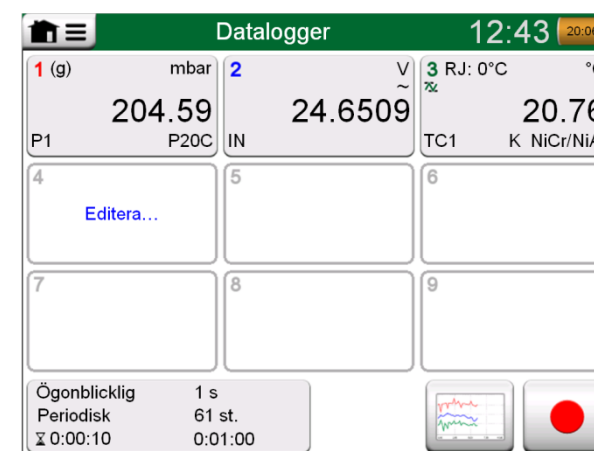 Datalogger 12:43 20:0
1 (g) mbar
204.59
P1 P20C
2 V
~
24.6509
IN
3 RJ: 0°C °
20.76
TC1 K NiCr/Ni
4
Editera...
5
6
7
8
9
Ögonblicklig 1 s
Periodisk 61 st.
0:00:10 0:01:00